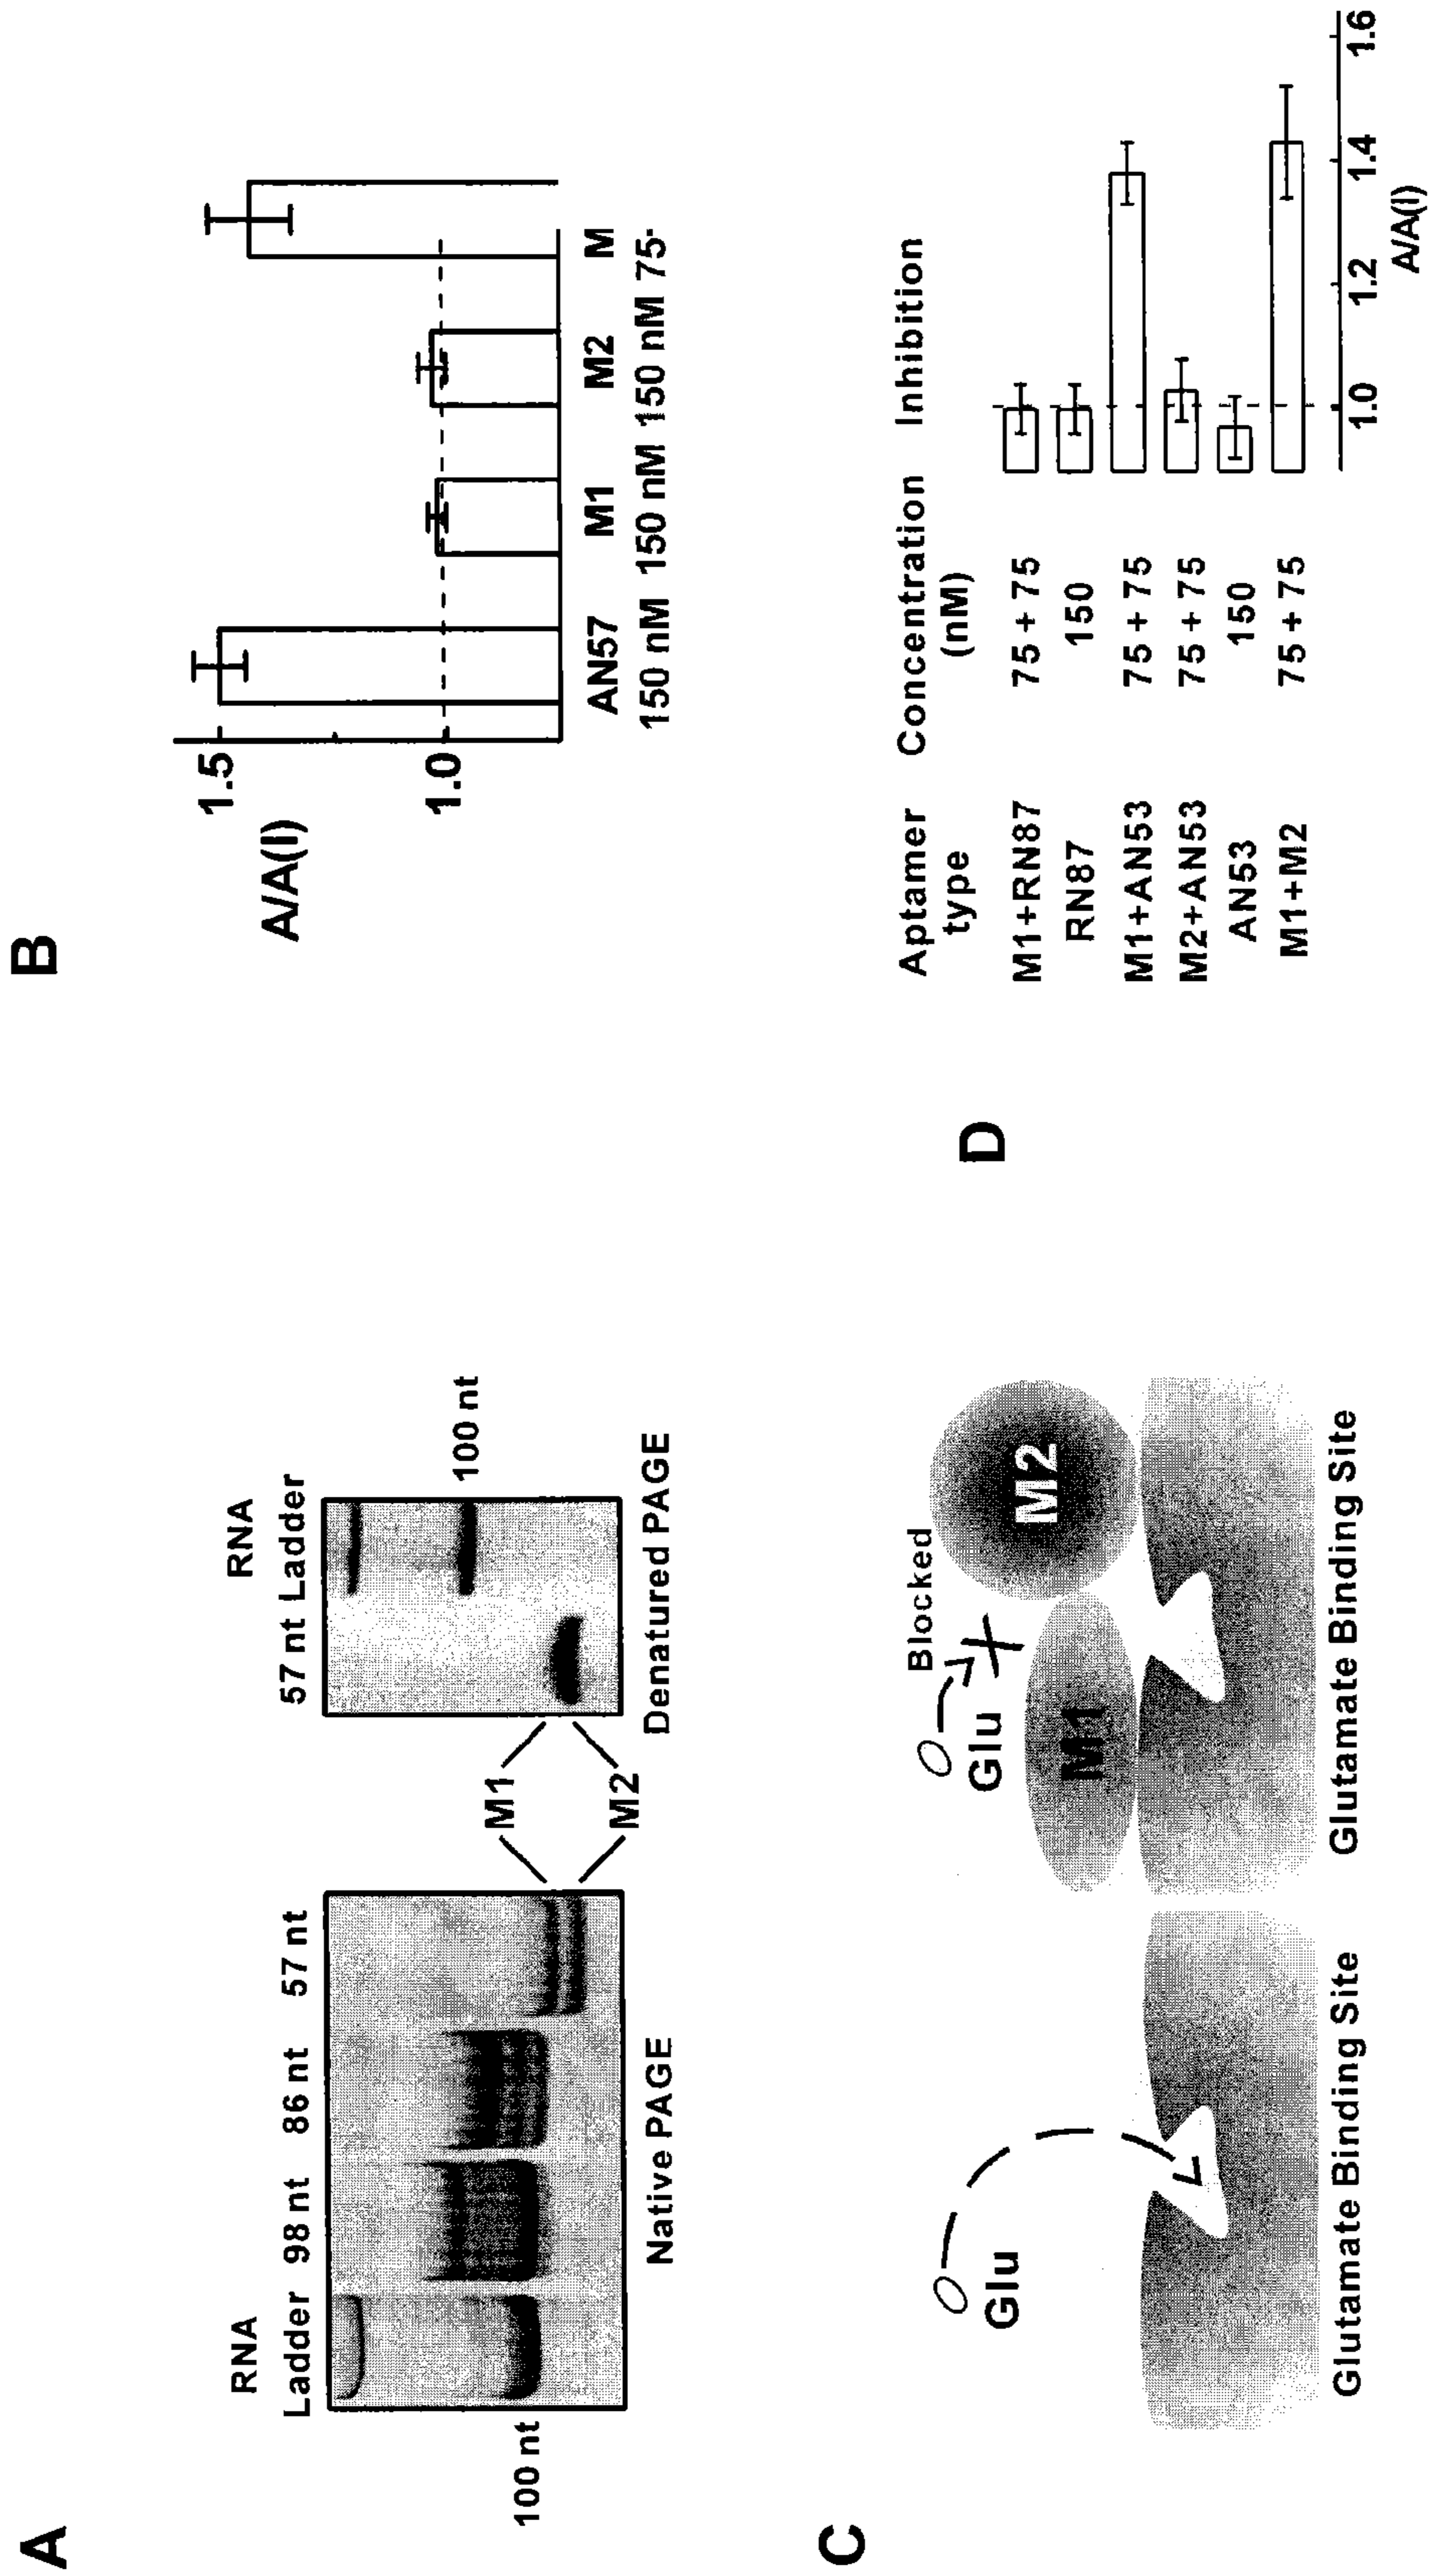 A
RNA
Ladder 98 nt 86 nt 57 nt
100 nt
Native PAGE
M1
M2
RNA
57 nt Ladder
100 nt
Denatured PAGE
B
A/A(I)
1.5
1.0
AN57 M1 M2 M
150 nM 150 nM 150 nM 75-
C
Glu
Glutamate Binding Site
Blocked
Glu
M1
M2
Glutamate Binding Site
D
Aptamer Concentration Inhibition
type (nM)
M1+RN87 75 + 75
RN87 150
M1+AN53 75 + 75
M2+AN53 75 + 75
AN53 150
M1+M2 75 + 75
1.0 1.2 1.4 1.6
A/A(I)